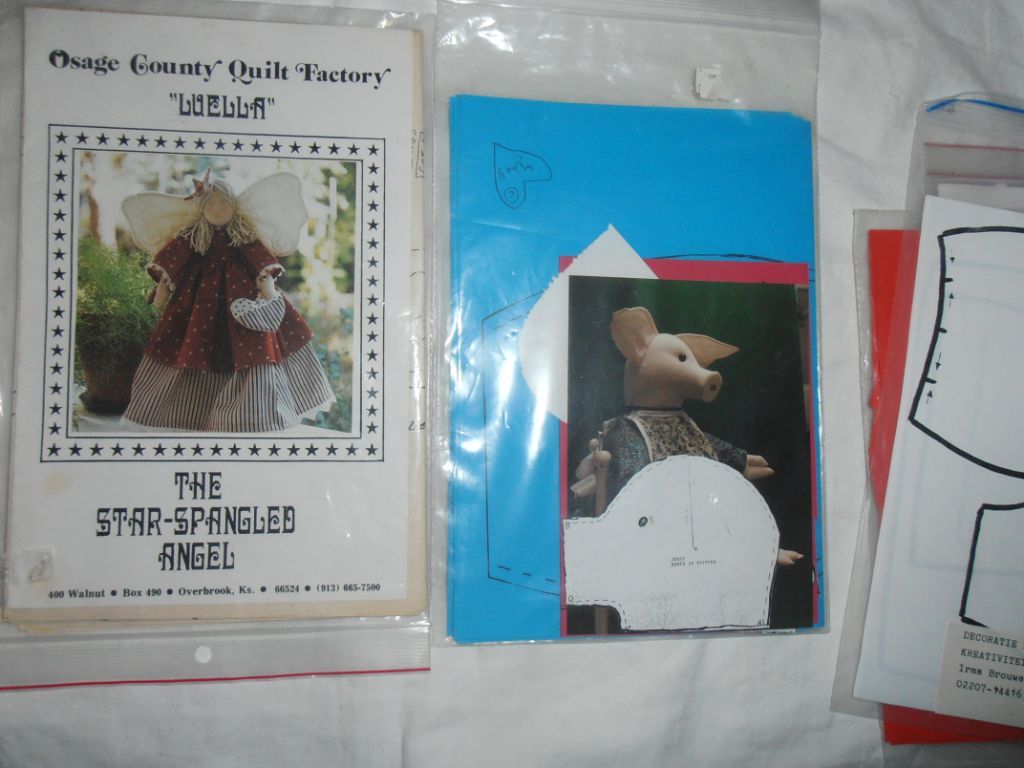 Osage County Quilt Factory
"LUELLA"
THE
STAR-SPANGLED
ANGEL
400 Walnut • Box 490 • Overbrook, Ks. • 66524 • (913) 665-7500
DECORATIE
KREATIVITEI
Irma Brouwe
02207-14416